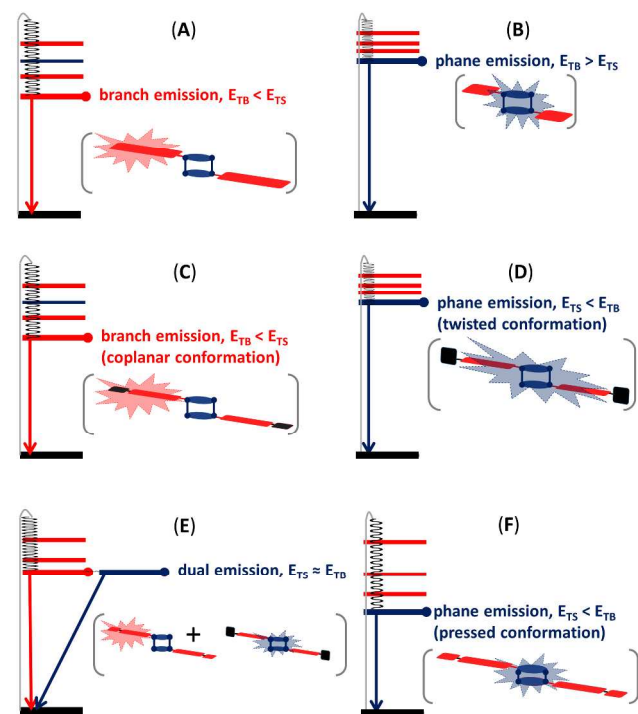 (A)
branch emission, E_TB < E_TS
(B)
phane emission, E_TB > E_TS
(C)
branch emission, E_TB < E_TS
(coplanar conformation)
(D)
phane emission, E_TS < E_TB
(twisted conformation)
(E)
dual emission, E_TS ≈ E_TB
+
(F)
phane emission, E_TS < E_TB
(pressed conformation)